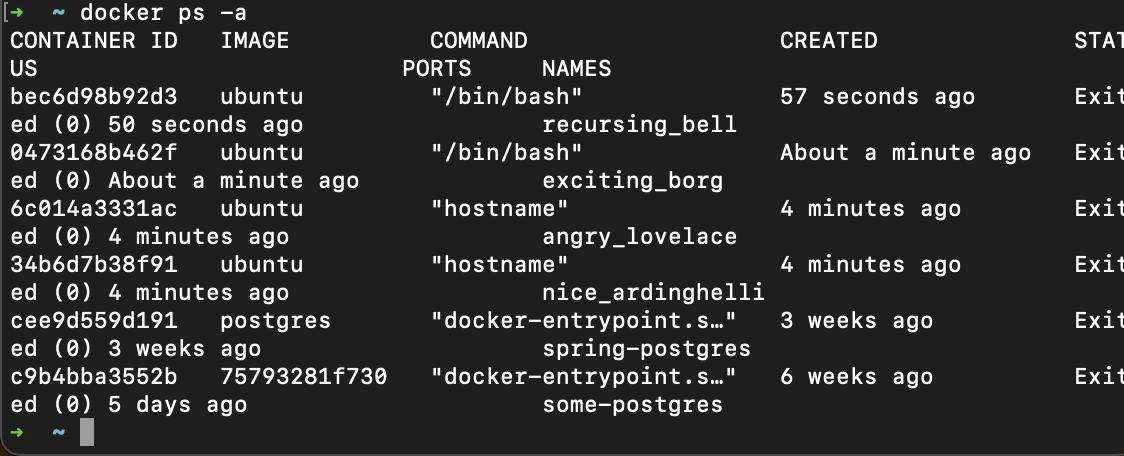 [➜  ~ docker ps -a
CONTAINER ID   IMAGE          COMMAND                  CREATED              STAT
US                            PORTS     NAMES
bec6d98b92d3   ubuntu         "/bin/bash"              57 seconds ago       Exit
ed (0) 50 seconds ago                 recursing_bell
0473168b462f   ubuntu         "/bin/bash"              About a minute ago   Exit
ed (0) About a minute ago             exciting_borg
6c014a3331ac   ubuntu         "hostname"               4 minutes ago        Exit
ed (0) 4 minutes ago                  angry_lovelace
34b6d7b38f91   ubuntu         "hostname"               4 minutes ago        Exit
ed (0) 4 minutes ago                  nice_ardinghelli
cee9d559d191   postgres       "docker-entrypoint.s…"   3 weeks ago          Exit
ed (0) 3 weeks ago                    spring-postgres
c9b4bba3552b   75793281f730   "docker-entrypoint.s…"   6 weeks ago          Exit
ed (0) 5 days ago                     some-postgres
➜  ~